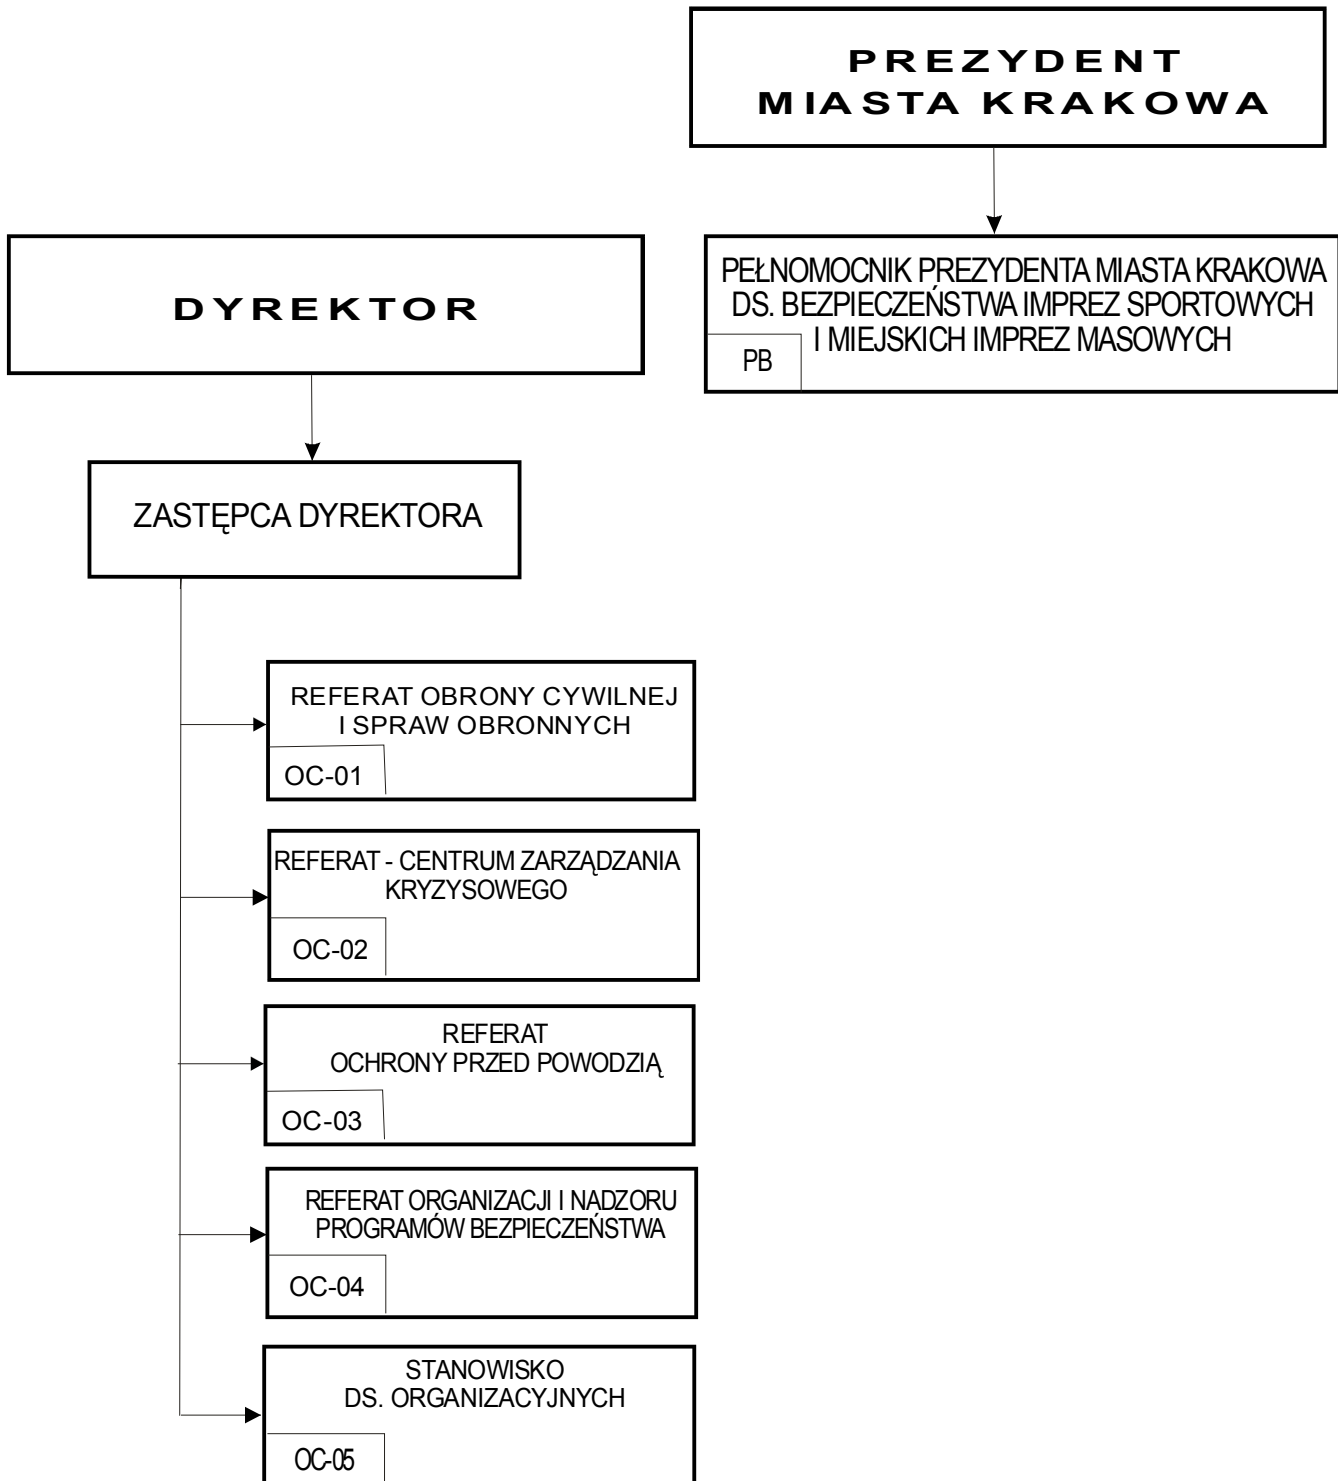 PREZYDENT
MIASTA KRAKOWA
DYREKTOR
PEŁNOMOCNIK PREZYDENTA MIASTA KRAKOWA
DS. BEZPIECZEŃSTWA IMPREZ SPORTOWYCH
I MIEJSKICH IMPREZ MASOWYCH
PB
ZASTĘPCA DYREKTORA
REFERAT OBRONY CYWILNEJ
I SPRAW OBRONNYCH
OC-01
REFERAT - CENTRUM ZARZĄDZANIA
KRYZYSOWEGO
OC-02
REFERAT
OCHRONY PRZED POWODZIĄ
OC-03
REFERAT ORGANIZACJI I NADZORU
PROGRAMÓW BEZPIECZEŃSTWA
OC-04
STANOWISKO
DS. ORGANIZACYJNYCH
OC-05